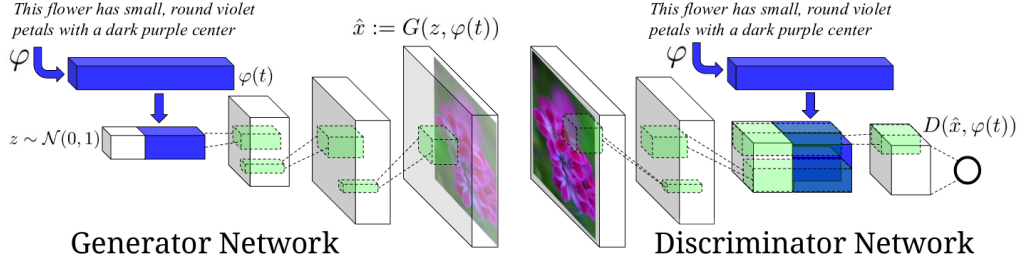 This flower has small, round violet
petals with a dark purple center
φ
φ(t)
z ~ 𝒩(0, 1)
x̂ := G(z, φ(t))
Generator Network
This flower has small, round violet
petals with a dark purple center
φ
D(x̂, φ(t))
Discriminator Network